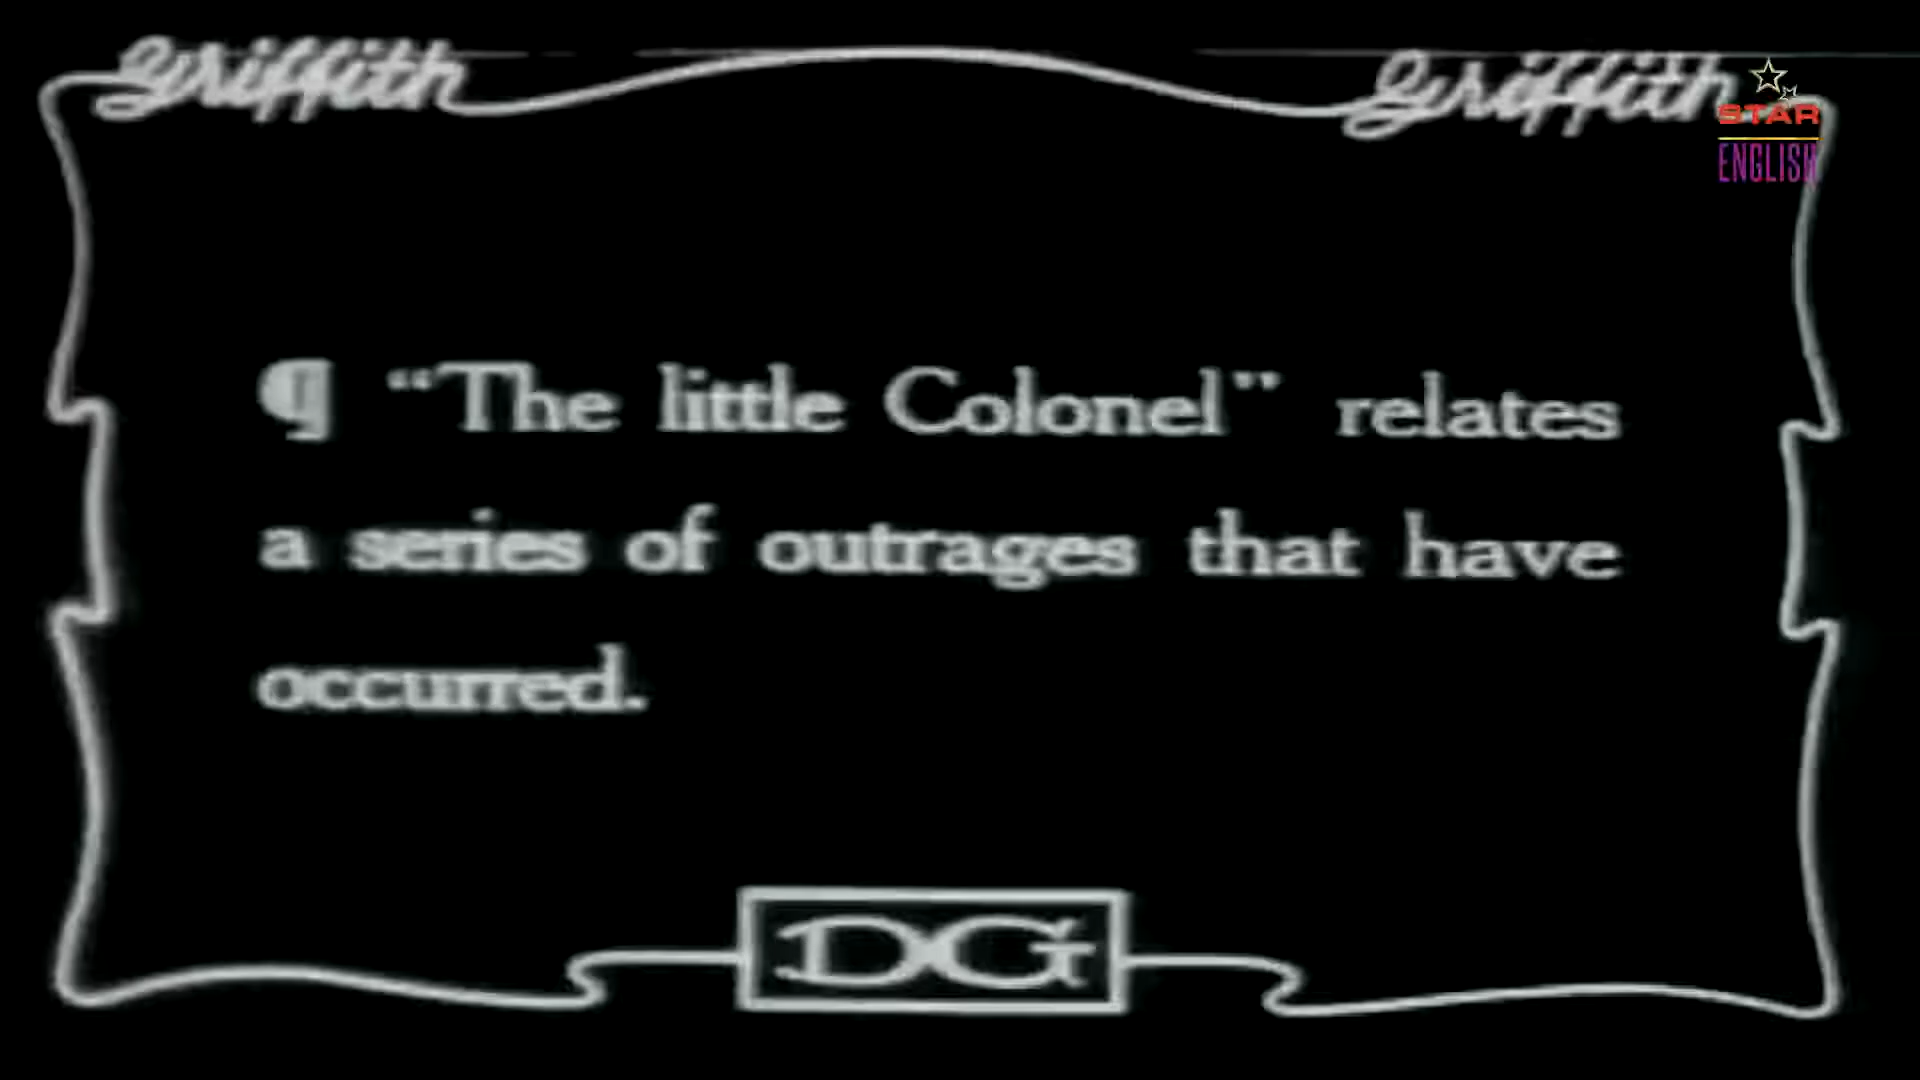 Griffith Griffith
STAR
ENGLISH
¶ “The little Colonel” relates
a series of outrages that have
occurred.
DG